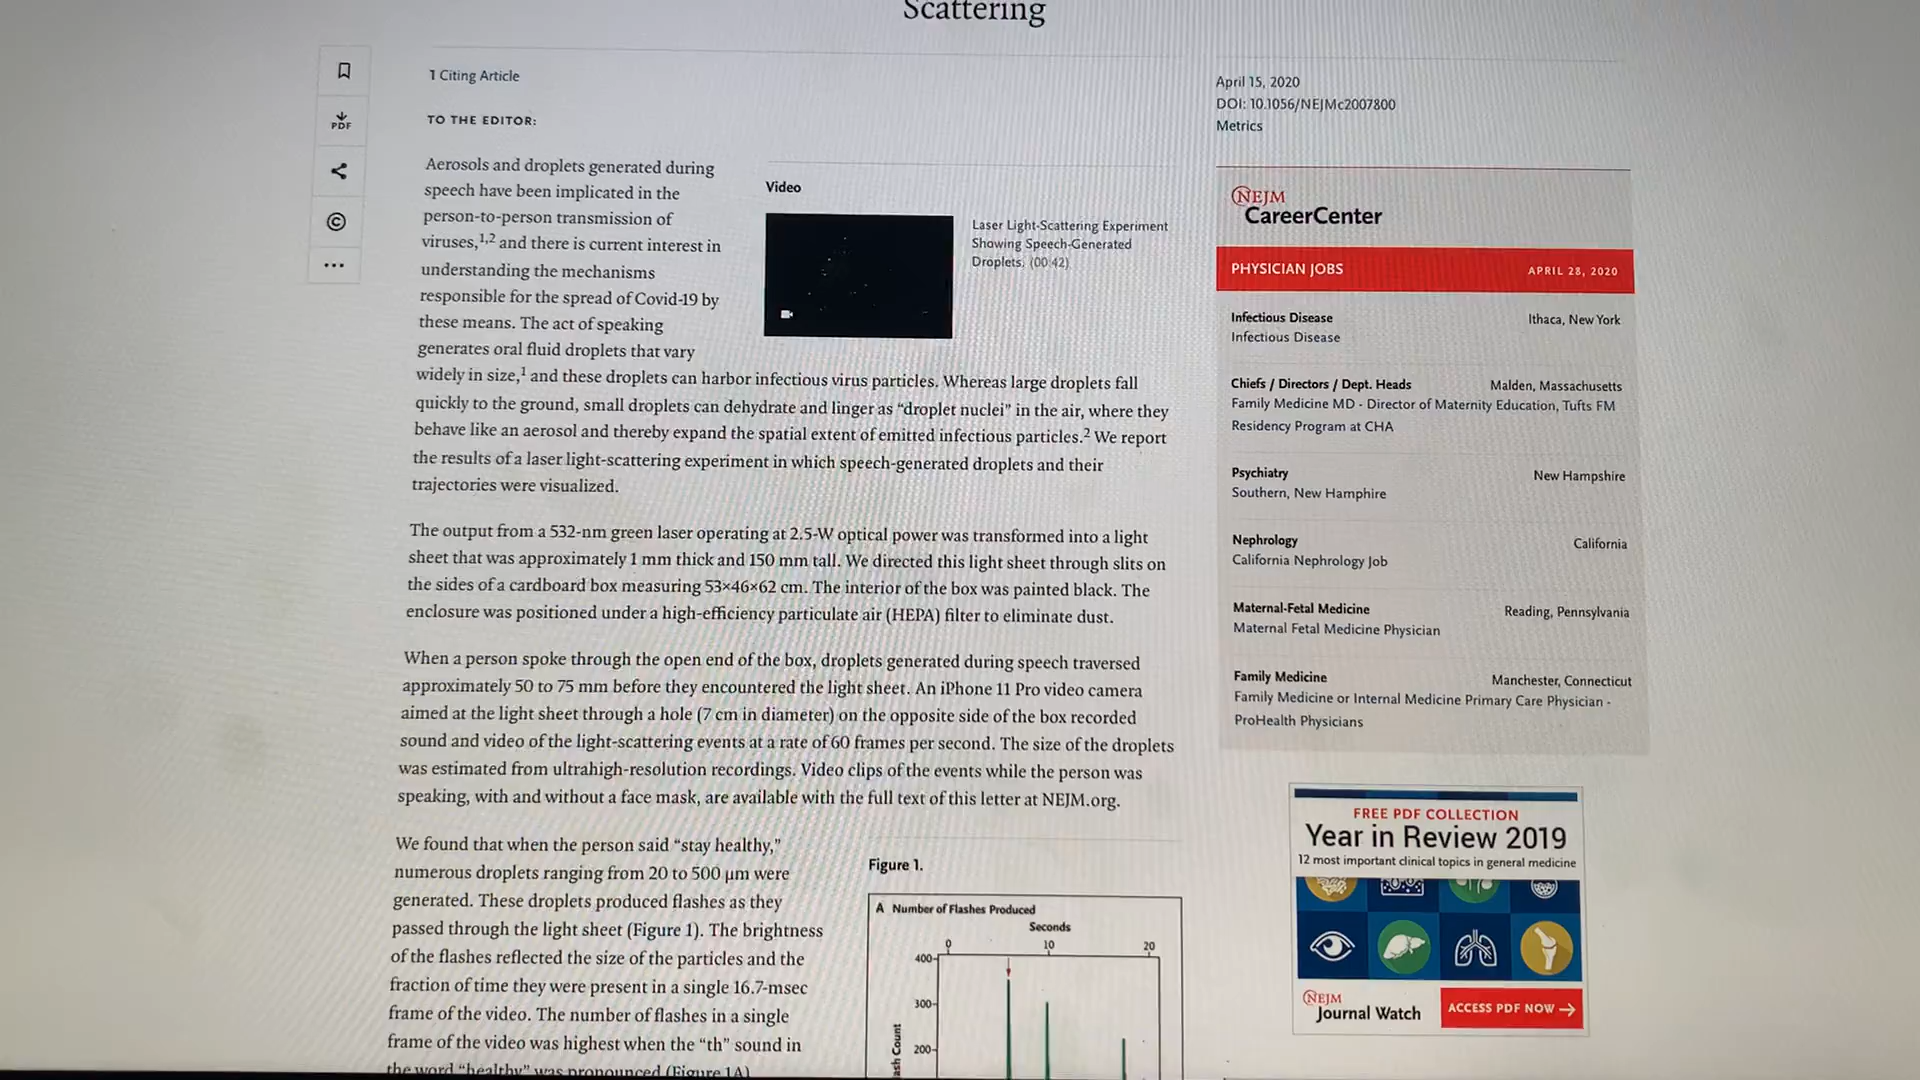 Scattering
1 Citing Article
TO THE EDITOR:
Aerosols and droplets generated during
speech have been implicated in the
person-to-person transmission of
viruses,1,2 and there is current interest in
understanding the mechanisms
responsible for the spread of Covid-19 by
these means. The act of speaking
generates oral fluid droplets that vary
widely in size,1 and these droplets can harbor infectious virus particles. Whereas large droplets fall
quickly to the ground, small droplets can dehydrate and linger as “droplet nuclei” in the air, where they
behave like an aerosol and thereby expand the spatial extent of emitted infectious particles.2 We report
the results of a laser light-scattering experiment in which speech-generated droplets and their
trajectories were visualized.
Video
Laser Light-Scattering Experiment
Showing Speech-Generated
Droplets. (00:42)
The output from a 532-nm green laser operating at 2.5-W optical power was transformed into a light
sheet that was approximately 1 mm thick and 150 mm tall. We directed this light sheet through slits on
the sides of a cardboard box measuring 53×46×62 cm. The interior of the box was painted black. The
enclosure was positioned under a high-efficiency particulate air (HEPA) filter to eliminate dust.
When a person spoke through the open end of the box, droplets generated during speech traversed
approximately 50 to 75 mm before they encountered the light sheet. An iPhone 11 Pro video camera
aimed at the light sheet through a hole (7 cm in diameter) on the opposite side of the box recorded
sound and video of the light-scattering events at a rate of 60 frames per second. The size of the droplets
was estimated from ultrahigh-resolution recordings. Video clips of the events while the person was
speaking, with and without a face mask, are available with the full text of this letter at NEJM.org.
We found that when the person said “stay healthy,”
numerous droplets ranging from 20 to 500 μm were
generated. These droplets produced flashes as they
passed through the light sheet (Figure 1). The brightness
of the flashes reflected the size of the particles and the
fraction of time they were present in a single 16.7-msec
frame of the video. The number of flashes in a single
frame of the video was highest when the “th” sound in
the word “healthy” was pronounced (Figure 1A)
Figure 1.
A Number of Flashes Produced
Seconds
0 10 20
400
300
200
PDF
April 15, 2020
DOI: 10.1056/NEJMc2007800
Metrics
NEJM
CareerCenter
PHYSICIAN JOBS APRIL 28, 2020
Infectious Disease Ithaca, New York
Infectious Disease
Chiefs / Directors / Dept. Heads Malden, Massachusetts
Family Medicine MD - Director of Maternity Education, Tufts FM
Residency Program at CHA
Psychiatry New Hampshire
Southern, New Hamphire
Nephrology California
California Nephrology Job
Maternal-Fetal Medicine Reading, Pennsylvania
Maternal Fetal Medicine Physician
Family Medicine Manchester, Connecticut
Family Medicine or Internal Medicine Primary Care Physician -
ProHealth Physicians
FREE PDF COLLECTION
Year in Review 2019
12 most important clinical topics in general medicine
NEJM
Journal Watch
ACCESS PDF NOW